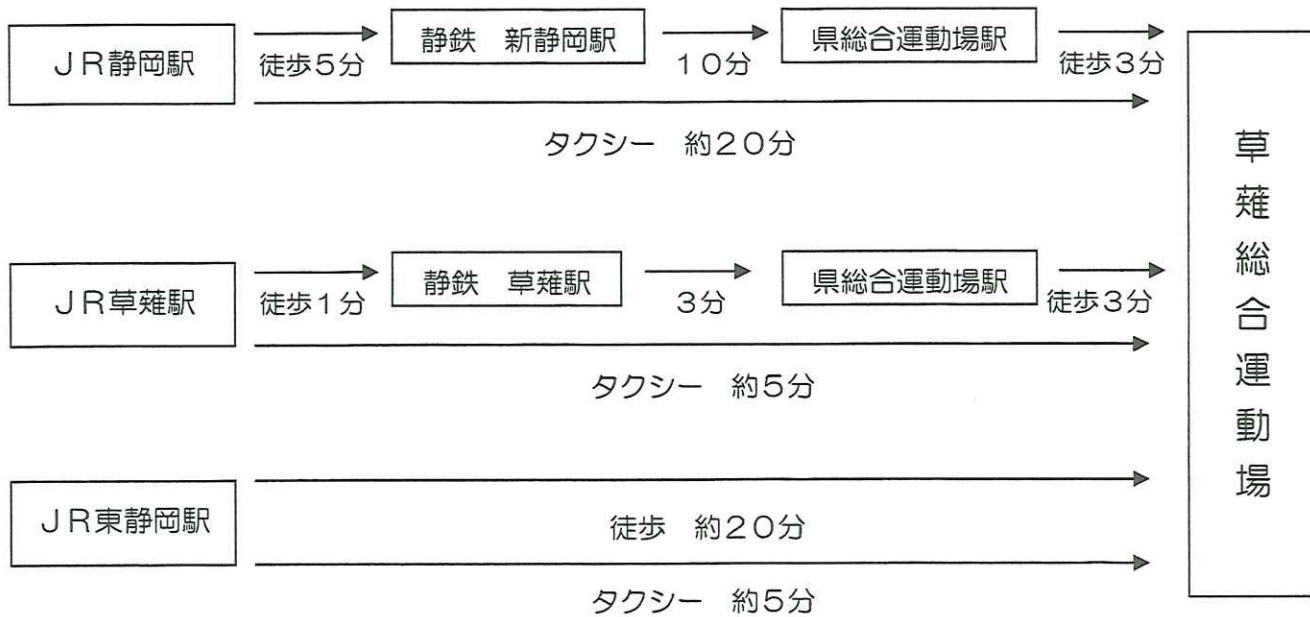 JR静岡駅
徒歩5分
静鉄 新静岡駅
10分
県総合運動場駅
徒歩3分
タクシー 約20分
JR草薙駅
徒歩1分
静鉄 草薙駅
3分
県総合運動場駅
徒歩3分
タクシー 約5分
JR東静岡駅
徒歩 約20分
タクシー 約5分
草薙総合運動場